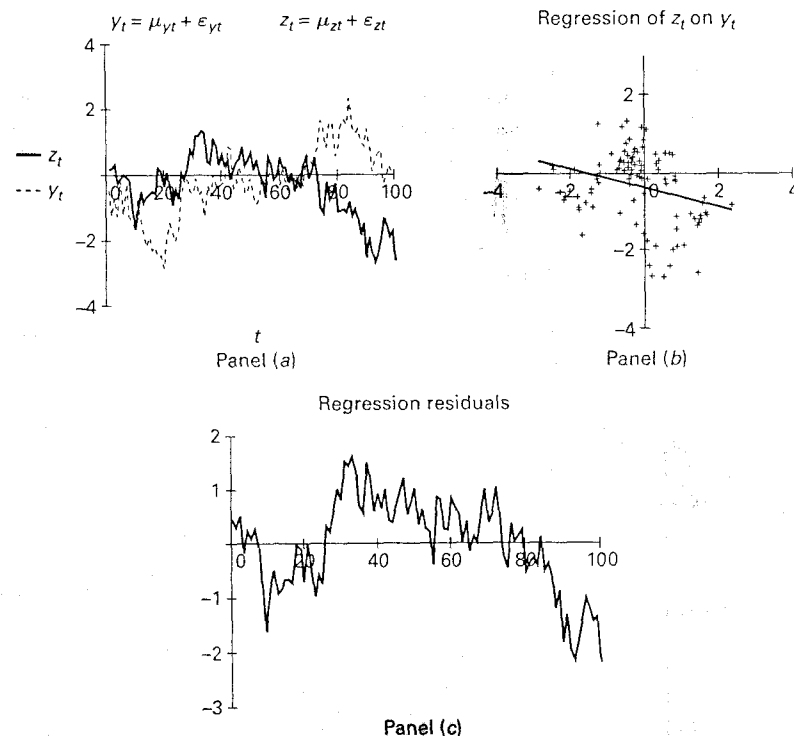 y_t = μ_yt + ε_yt
z_t = μ_zt + ε_zt
4
2
0
20
40
60
80
100
−2
−4
z_t
y_t
t
Panel (a)
Regression of z_t on y_t
2
−4
−2
0
2
4
−2
−4
Panel (b)
Regression residuals
2
1
0
20
40
60
80
100
−1
−2
−3
Panel (c)